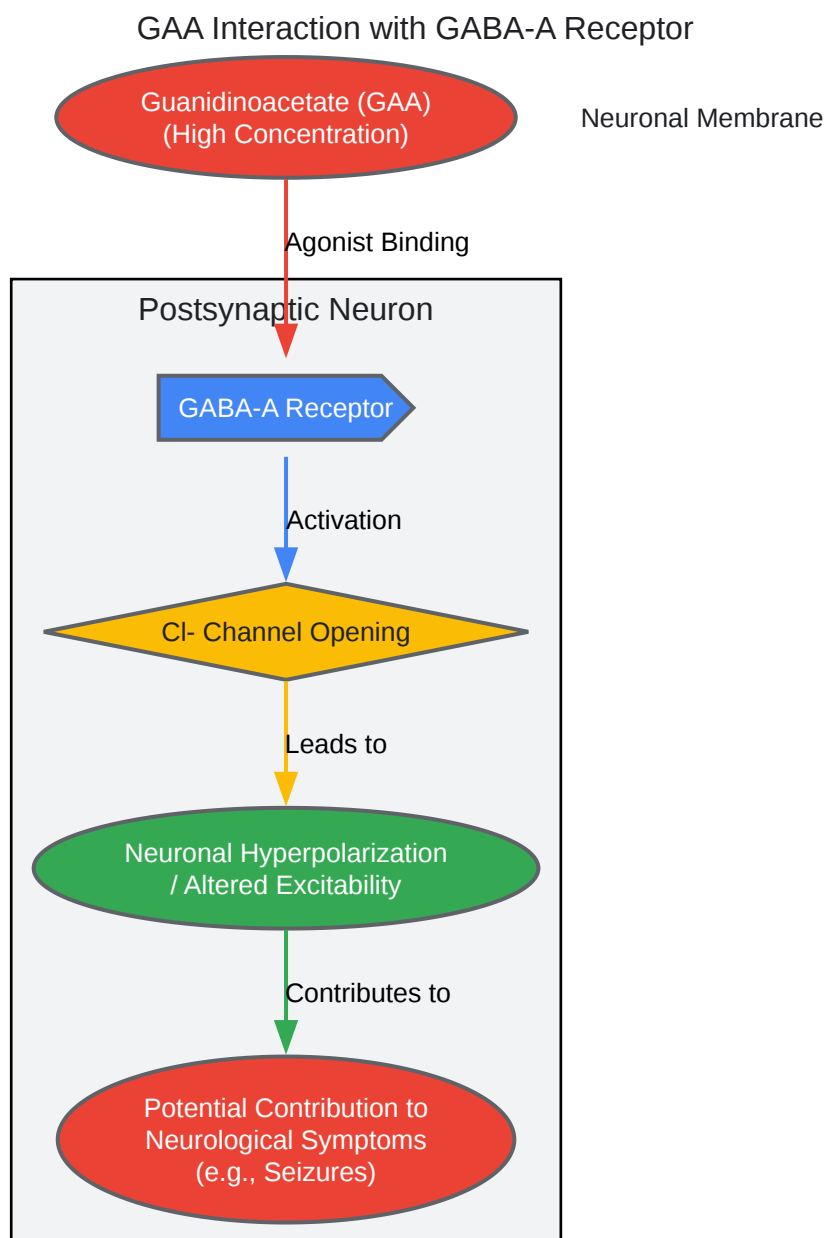 GAA Interaction with GABA-A Receptor
Guanidinoacetate (GAA)
(High Concentration)
Neuronal Membrane
Agonist Binding
Postsynaptic Neuron
GABA-A Receptor
Activation
Cl- Channel Opening
Leads to
Neuronal Hyperpolarization
/ Altered Excitability
Contributes to
Potential Contribution to
Neurological Symptoms
(e.g., Seizures)